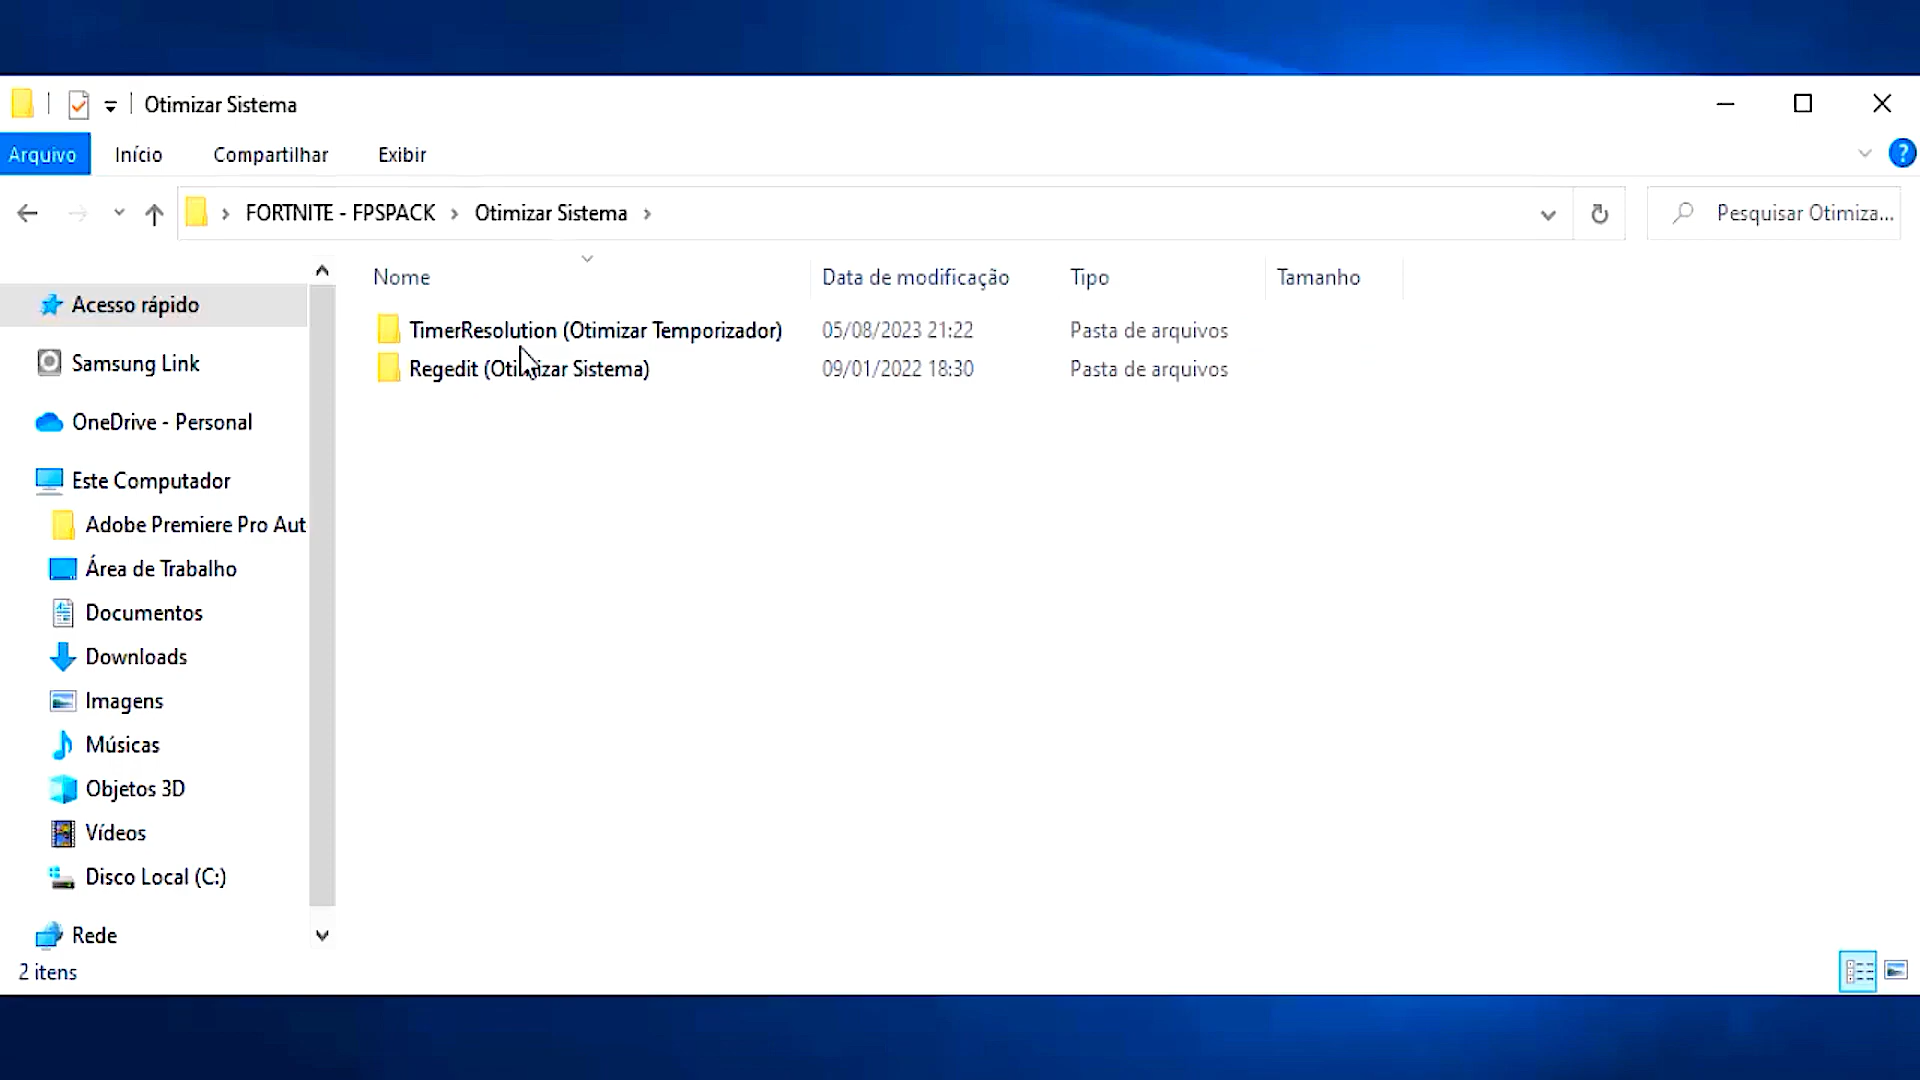 Otimizar Sistema
Arquivo Início Compartilhar Exibir ?
FORTNITE - FPSPACK Otimizar Sistema Pesquisar Otimiza...
Nome Data de modificação Tipo Tamanho
Acesso rápido
TimerResolution (Otimizar Temporizador) 05/08/2023 21:22 Pasta de arquivos
Regedit (Otimizar Sistema) 09/01/2022 18:30 Pasta de arquivos
Samsung Link
OneDrive - Personal
Este Computador
Adobe Premiere Pro Aut
Área de Trabalho
Documentos
Downloads
Imagens
Músicas
Objetos 3D
Vídeos
Disco Local (C:)
Rede
2 itens